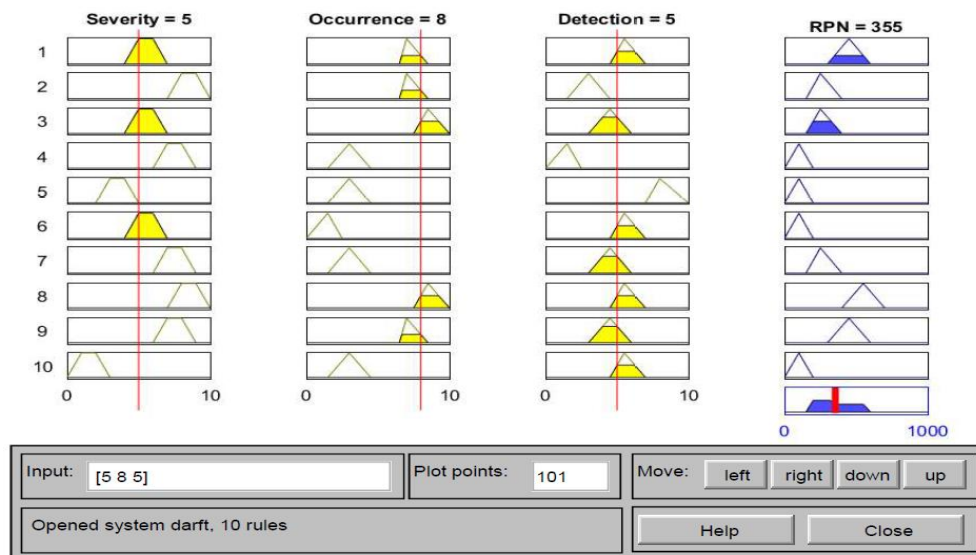 Severity = 5 Occurrence = 8 Detection = 5 RPN = 355
1
2
3
4
5
6
7
8
9
10
0 10 0 10 0 10
0 1000
Input: [5 8 5] Plot points: 101 Move: left right down up
Opened system darft, 10 rules Help Close